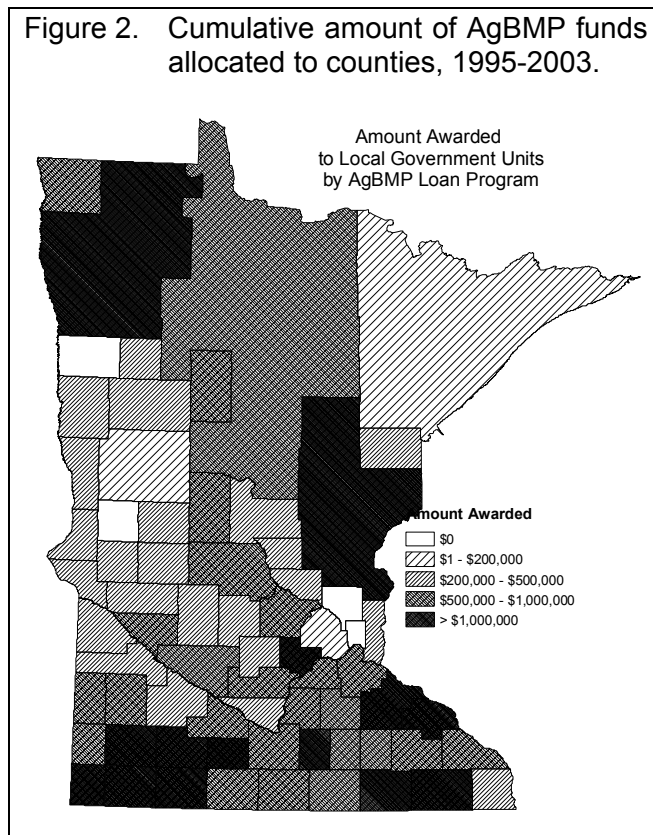 Figure 2. Cumulative amount of AgBMP funds
allocated to counties, 1995-2003.
Amount Awarded
to Local Government Units
by AgBMP Loan Program
Amount Awarded
$0
$1 - $200,000
$200,000 - $500,000
$500,000 - $1,000,000
> $1,000,000